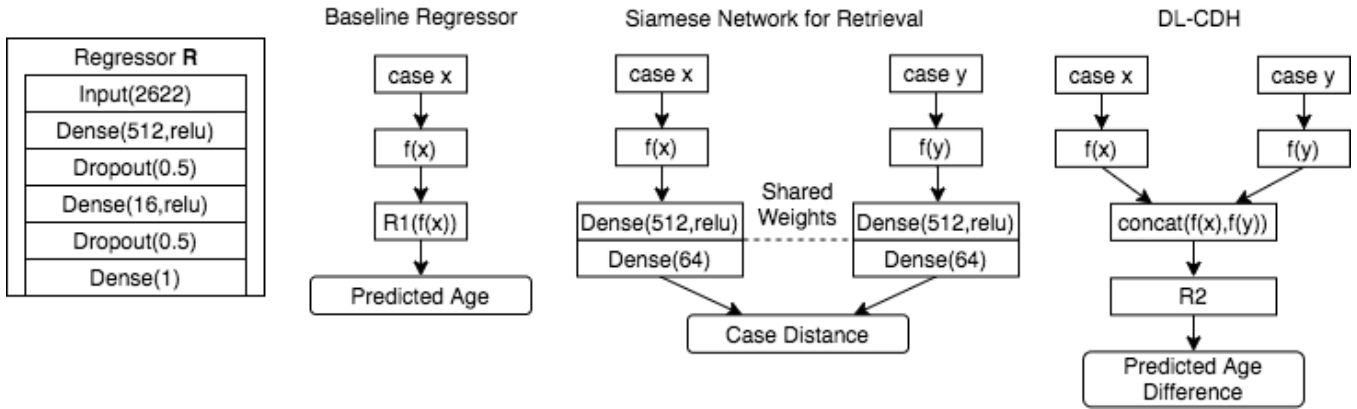 Regressor R
Input(2622)
Dense(512,relu)
Dropout(0.5)
Dense(16,relu)
Dropout(0.5)
Dense(1)
Baseline Regressor
case x
f(x)
R1(f(x))
Predicted Age
Siamese Network for Retrieval
case x
case y
f(x)
f(y)
Shared
Weights
Dense(512,relu)
Dense(512,relu)
Dense(64)
Dense(64)
Case Distance
DL-CDH
case x
case y
f(x)
f(y)
concat(f(x),f(y))
R2
Predicted Age
Difference